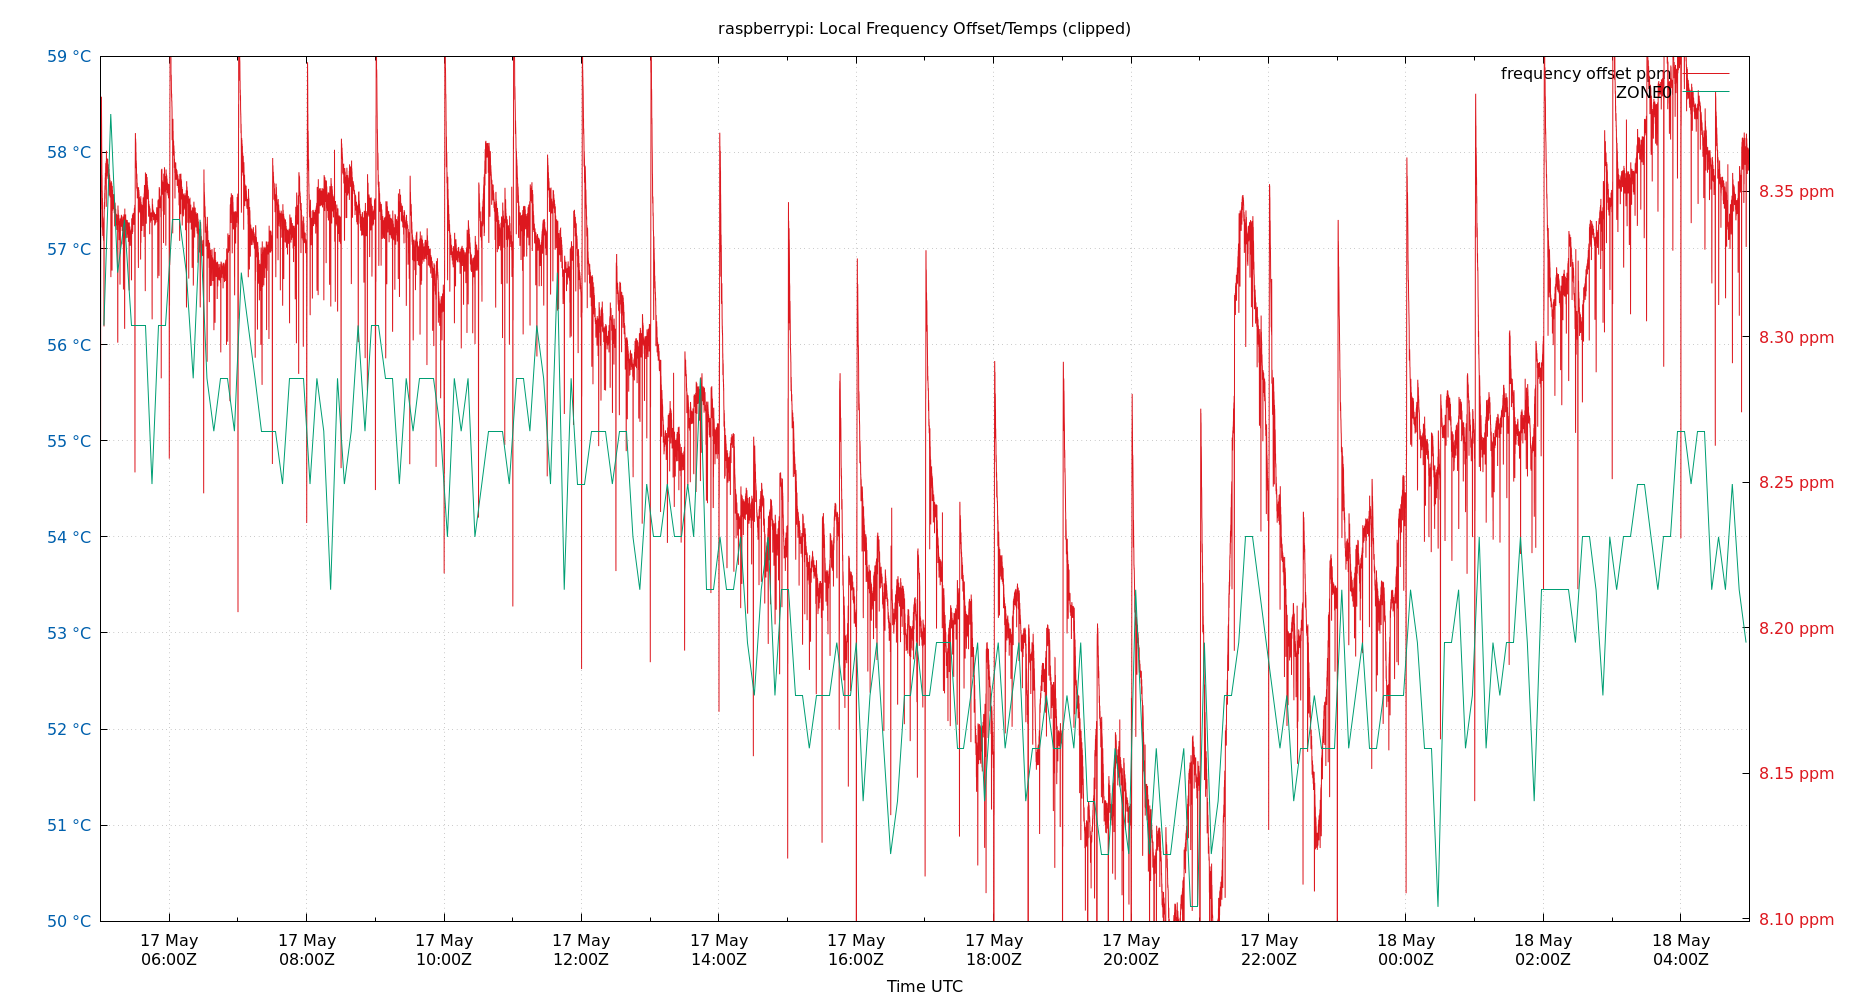 raspberrypi: Local Frequency Offset/Temps (clipped)
frequency offset ppm
ZONE0
59 °C
58 °C
57 °C
56 °C
55 °C
54 °C
53 °C
52 °C
51 °C
50 °C
8.35 ppm
8.30 ppm
8.25 ppm
8.20 ppm
8.15 ppm
8.10 ppm
17 May
06:00Z
17 May
08:00Z
17 May
10:00Z
17 May
12:00Z
17 May
14:00Z
17 May
16:00Z
17 May
18:00Z
17 May
20:00Z
17 May
22:00Z
18 May
00:00Z
18 May
02:00Z
18 May
04:00Z
Time UTC